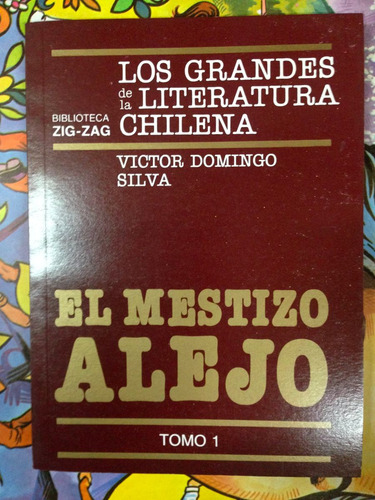 LOS GRANDES
de la LITERATURA
BIBLIOTECA
ZIG-ZAG
CHILENA
VICTOR DOMINGO
SILVA
EL MESTIZO
ALEJO
TOMO 1